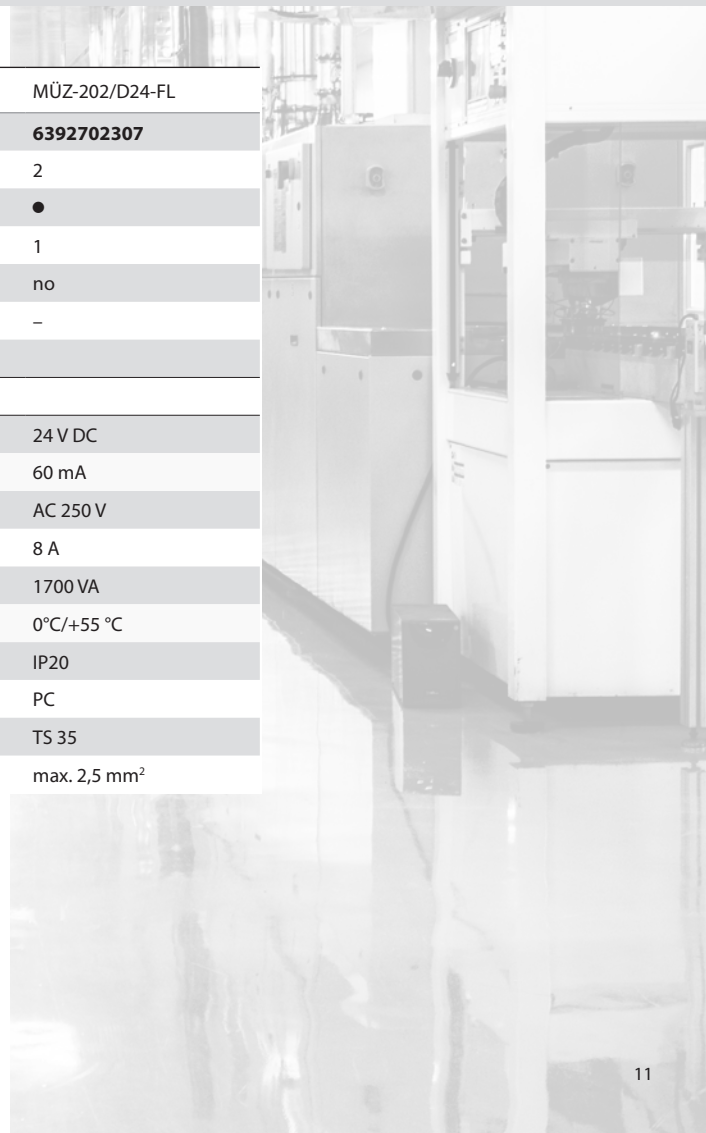 MÜZ-202/D24-FL
6392702307
2
●
1
no
–
24 V DC
60 mA
AC 250 V
8 A
1700 VA
0°C/+55 °C
IP20
PC
TS 35
max. 2,5 mm²
11